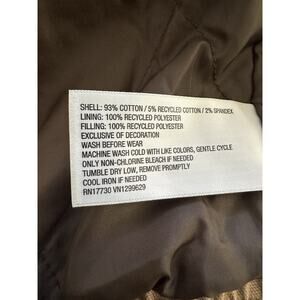 SHELL: 93% COTTON / 5% RECYCLED COTTON / 2% SPANDEX
LINING: 100% RECYCLED POLYESTER
FILLING: 100% RECYCLED POLYESTER
EXCLUSIVE OF DECORATION
WASH BEFORE WEAR
MACHINE WASH COLD WITH LIKE COLORS, GENTLE CYCLE.
ONLY NON-CHLORINE BLEACH IF NEEDED
TUMBLE DRY LOW, REMOVE PROMPTLY
COOL IRON IF NEEDED
RN17730 VN1299629